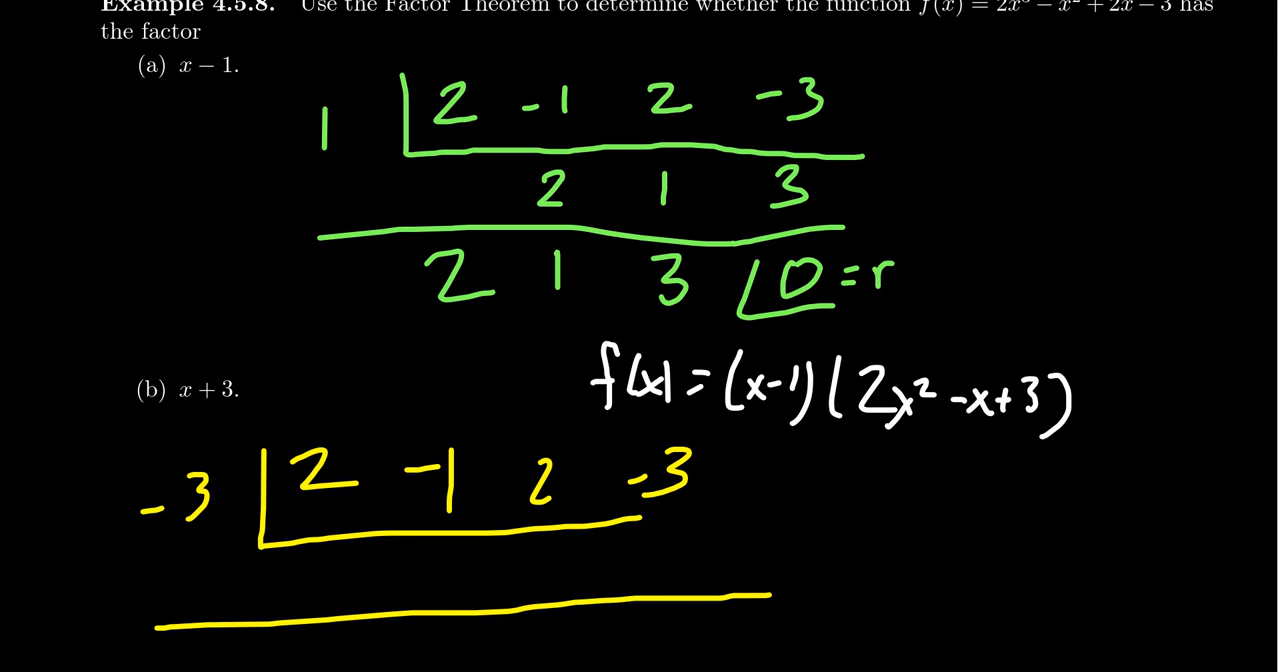 Example 4.5.8. Use the Factor Theorem to determine whether the function f(x) = 2x³ − x² + 2x − 3 has
the factor
(a) x − 1.
1 2 -1 2 -3
2 1 3
2 1 3 0 = r
f(x) = (x-1)(2x² -x+3)
(b) x + 3.
-3 2 -1 2 -3